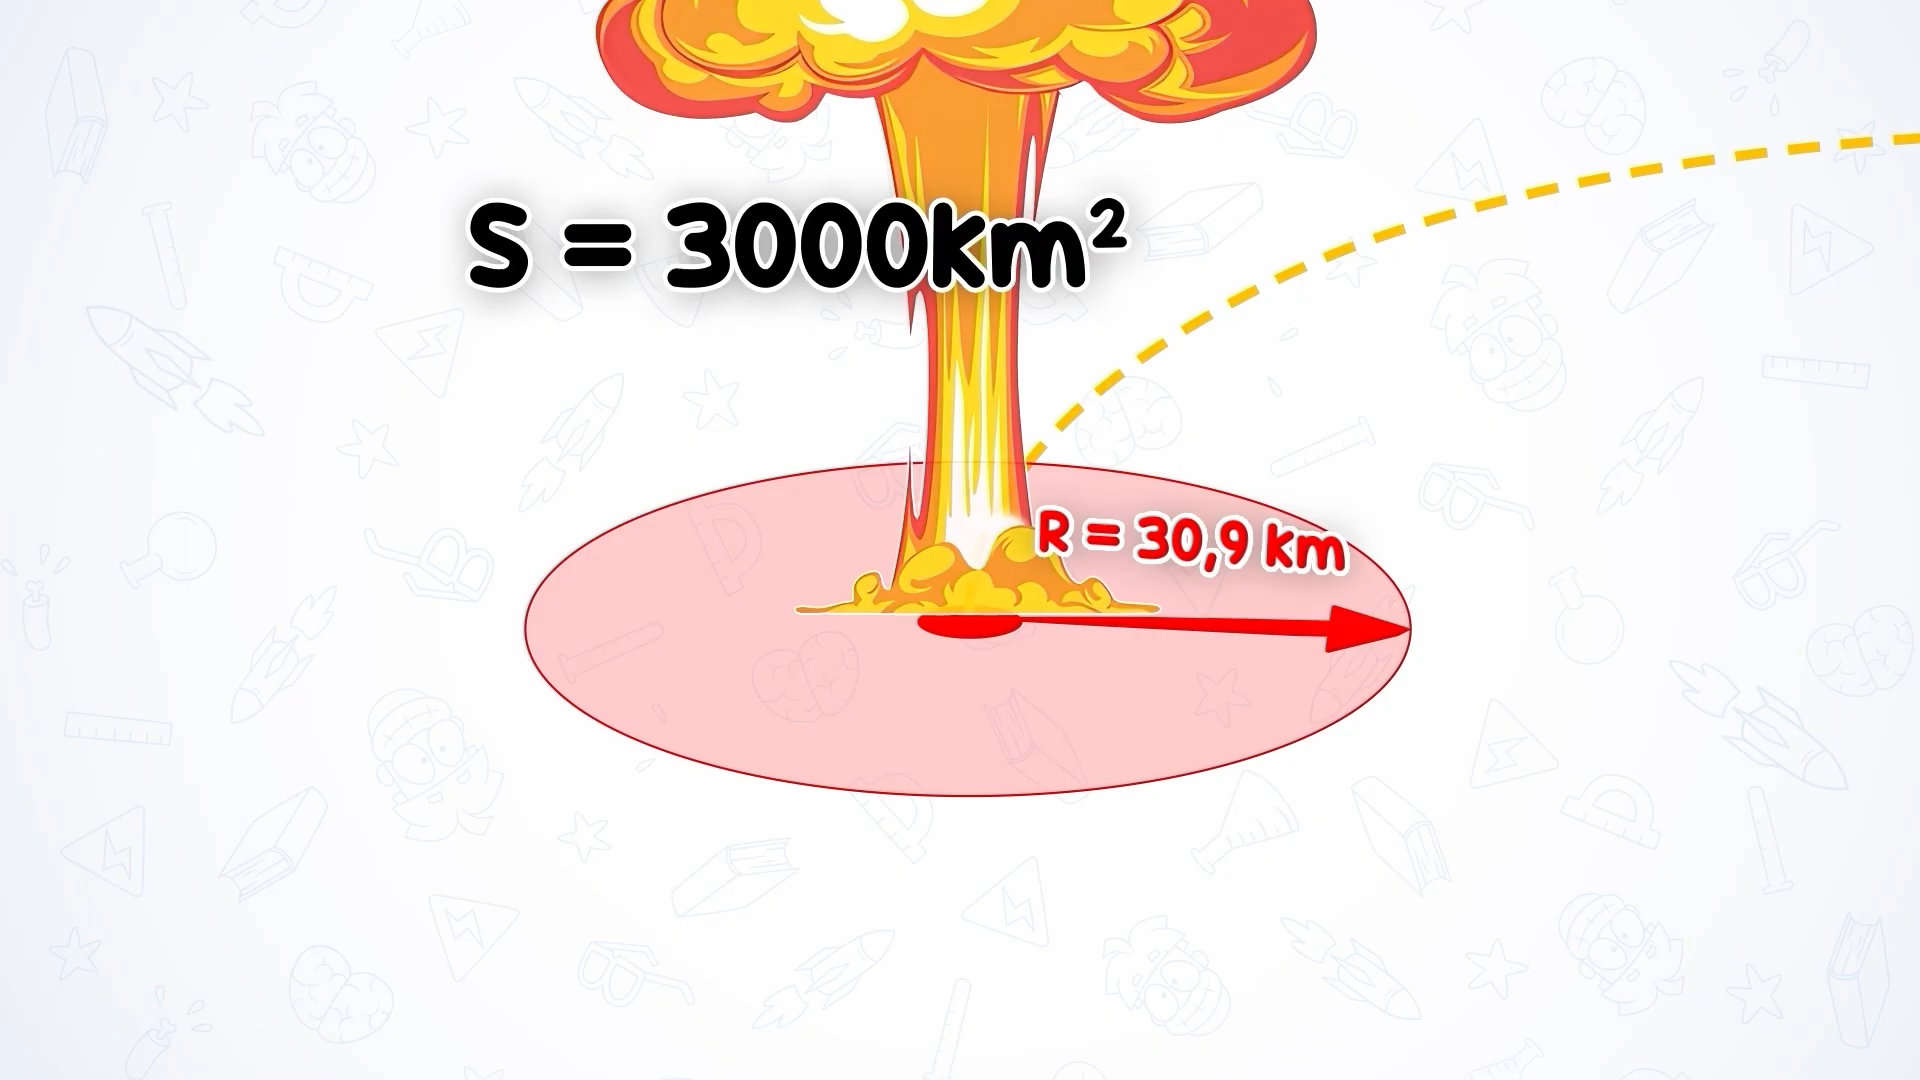 S = 3000km²
R = 30,9 km